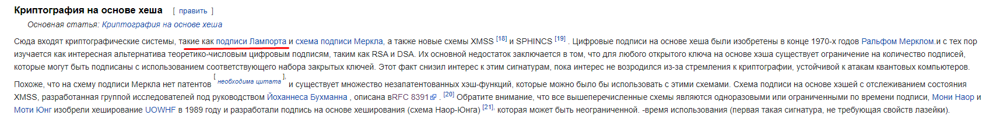 Криптография на основе хеша [ править ]
Основная статья: Криптография на основе хеша
Сюда входят криптографические системы, такие как подписи Лампорта и схема подписи Меркла, а также новые схемы XMSS [18] и SPHINCS [19] . Цифровые подписи на основе хеша были изобретены в конце 1970-х годов Ральфом Мерклом.и с тех пор
изучается как интересная альтернатива теоретико-числовым цифровым подписям, таким как RSA и DSA. Их основной недостаток заключается в том, что для любого открытого ключа на основе хэша существует ограничение на количество подписей,
которые могут быть подписаны с использованием соответствующего набора закрытых ключей. Этот факт снизил интерес к этим сигнатурам, пока интерес не возродился из-за стремления к криптографии, устойчивой к атакам квантовых компьютеров.
Похоже, что на схему подписи Меркла нет патентов [ необходима цитата ], и существует множество незапатентованных хэш-функций, которые можно было бы использовать с этими схемами. Схема подписи на основе хэшей с отслеживанием состояния
XMSS, разработанная группой исследователей под руководством Йоханнеса Бухманна , описана вRFC 8391 . [20] Обратите внимание, что все вышеперечисленные схемы являются одноразовыми или ограниченными по времени подписи, Мони Наор и
Моти Юнг изобрели хеширование UOWHF в 1989 году и разработали подпись на основе хеширования (схема Наор-Юнга) [21], которая может быть неограниченной. -время использования (первая такая сигнатура, не требующая свойств лазейки).